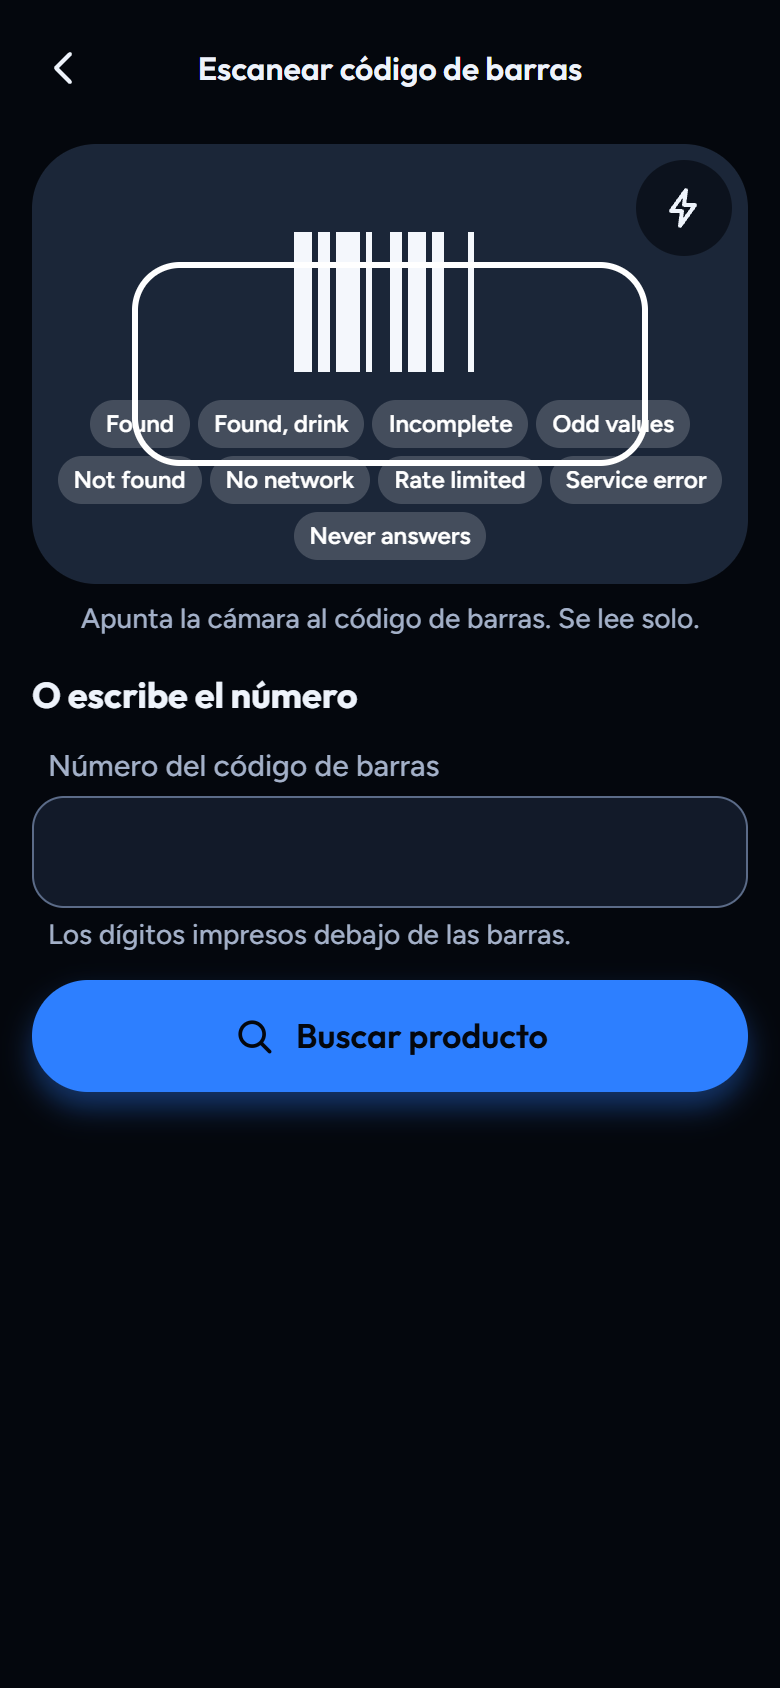 Escanear código de barras
Found Found, drink Incomplete Odd values
Not found No network Rate limited Service error
Never answers
Apunta la cámara al código de barras. Se lee solo.
O escribe el número
Número del código de barras
Los dígitos impresos debajo de las barras.
Buscar producto